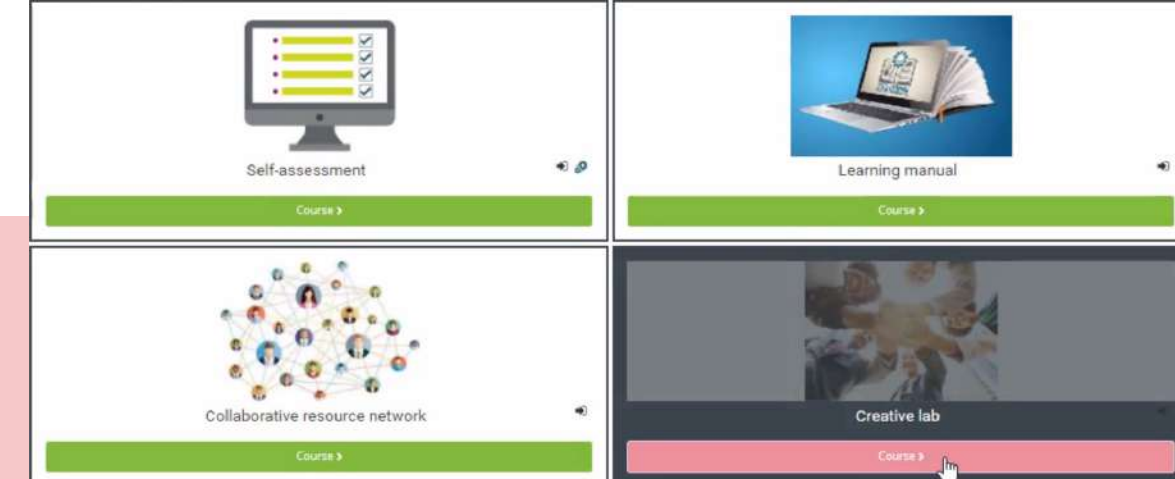 Self-assessment
Course >
Learning manual
Course >
Collaborative resource network
Course >
Creative lab
Course >